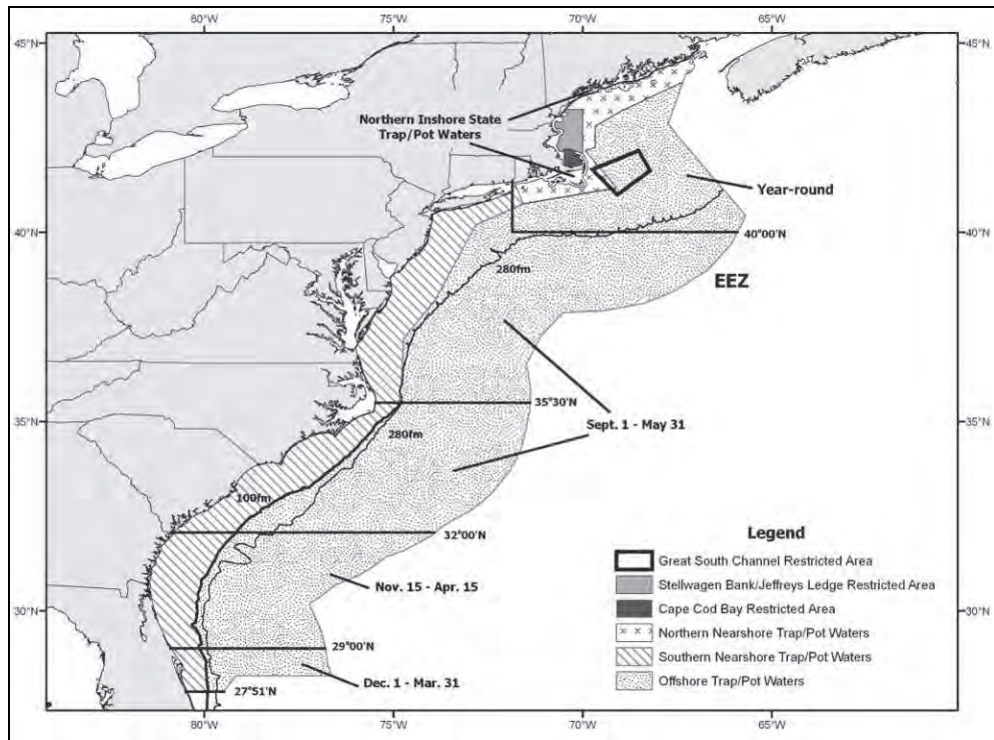 80°W 75°W 70°W 65°W
45°N 45°N
Northern Inshore State
Trap/Pot Waters
Year-round
40°N 40°00'N 40°N
280fm
EEZ
35°30'N
35°N 35°N
Sept. 1 - May 31
280fm
100fm
32°00'N
Nov. 15 - Apr. 15
30°N 30°N
29°00'N
Dec. 1 - Mar. 31
27°51'N
Legend
Great South Channel Restricted Area
Stellwagen Bank/Jeffreys Ledge Restricted Area
Cape Cod Bay Restricted Area
Northern Nearshore Trap/Pot Waters
Southern Nearshore Trap/Pot Waters
Offshore Trap/Pot Waters
80°W 75°W 70°W 65°W